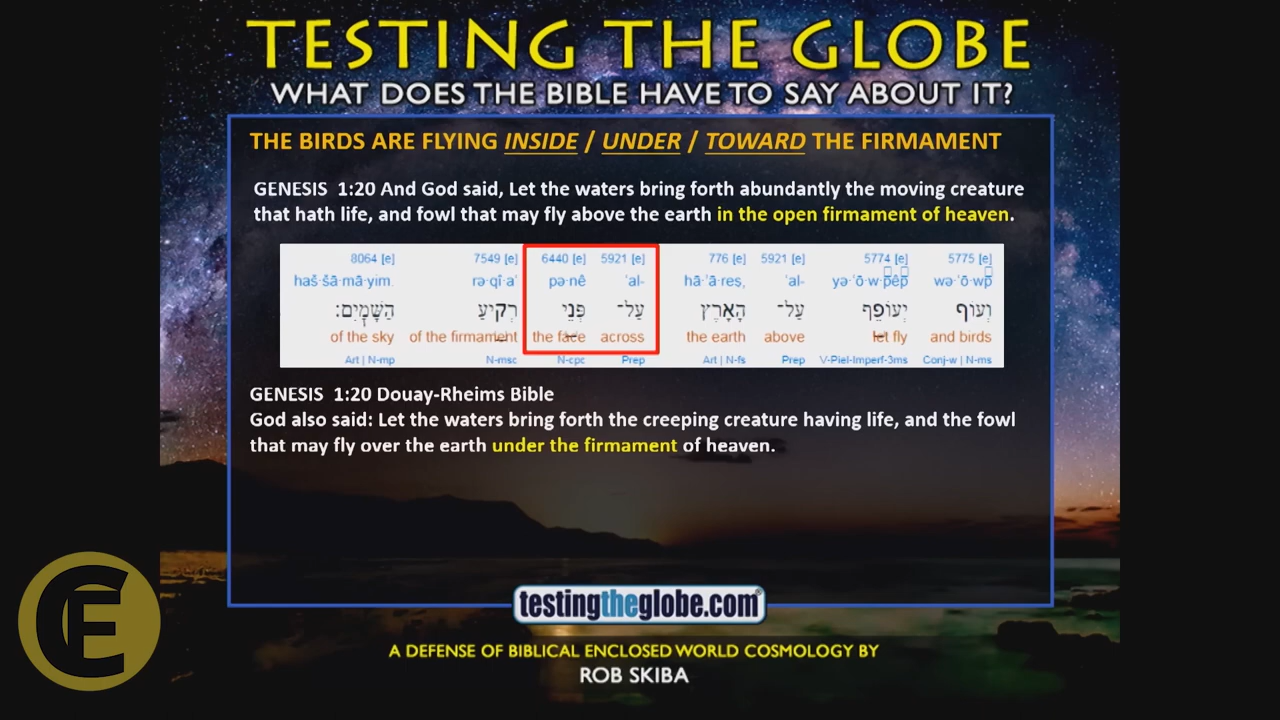 TESTING THE GLOBE
WHAT DOES THE BIBLE HAVE TO SAY ABOUT IT?
THE BIRDS ARE FLYING INSIDE / UNDER / TOWARD THE FIRMAMENT
GENESIS 1:20 And God said, Let the waters bring forth abundantly the moving creature
that hath life, and fowl that may fly above the earth in the open firmament of heaven.
8064 [e] 7549 [e] 6440 [e] 5921 [e] 776 [e] 5921 [e] 5774 [e] 5775 [e]
haš·šā·mā·yim. rə·qî·a‘ pə·nê ‘al- hā·’ā·reṣ, ‘al- yə·‘ō·w·p̄êp̄ wə·‘ō·wp̄
הַשָּׁמָֽיִם׃ רְקִ֥יעַ פְּנֵ֖י עַל־ הָאָ֔רֶץ עַל־ יְעוֹפֵ֣ף וְעוֹף֙
of the sky of the firmament the face across the earth above let fly and birds
Art | N-mp N-msc N-cpc Prep Art | N-fs Prep V-Piel-Imperf-3ms Conj-w | N-ms
GENESIS 1:20 Douay-Rheims Bible
God also said: Let the waters bring forth the creeping creature having life, and the fowl
that may fly over the earth under the firmament of heaven.
testingtheglobe.com
A DEFENSE OF BIBLICAL ENCLOSED WORLD COSMOLOGY BY
ROB SKIBA